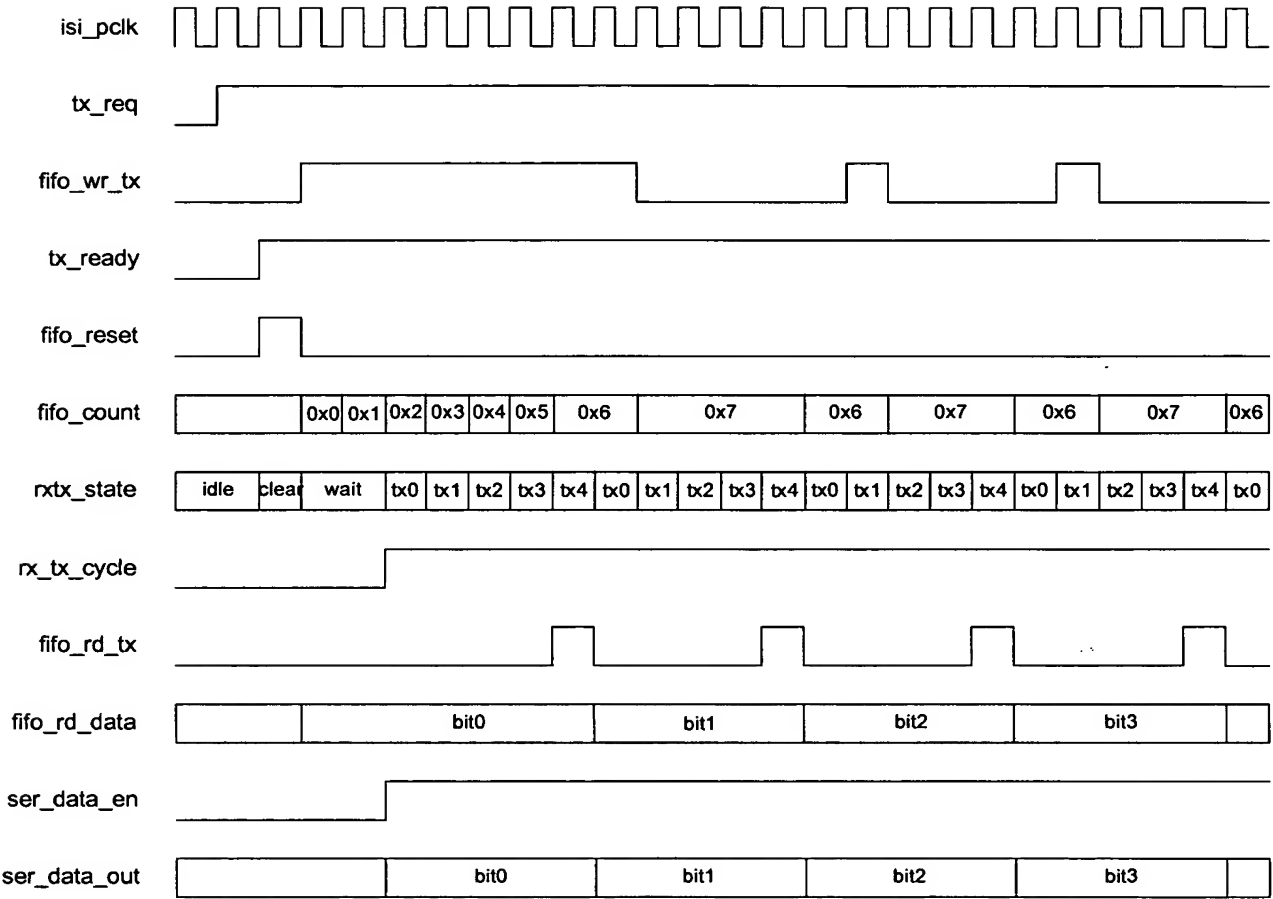 isi_pclk
tx_req
fifo_wr_tx
tx_ready
fifo_reset
fifo_count 0x0 0x1 0x2 0x3 0x4 0x5 0x6 0x7 0x6 0x7 0x6 0x7 0x6
rxtx_state idle clear wait tx0 tx1 tx2 tx3 tx4 tx0 tx1 tx2 tx3 tx4 tx0 tx1 tx2 tx3 tx4 tx0 tx1 tx2 tx3 tx4 tx0
rx_tx_cycle
fifo_rd_tx
fifo_rd_data bit0 bit1 bit2 bit3
ser_data_en
ser_data_out bit0 bit1 bit2 bit3